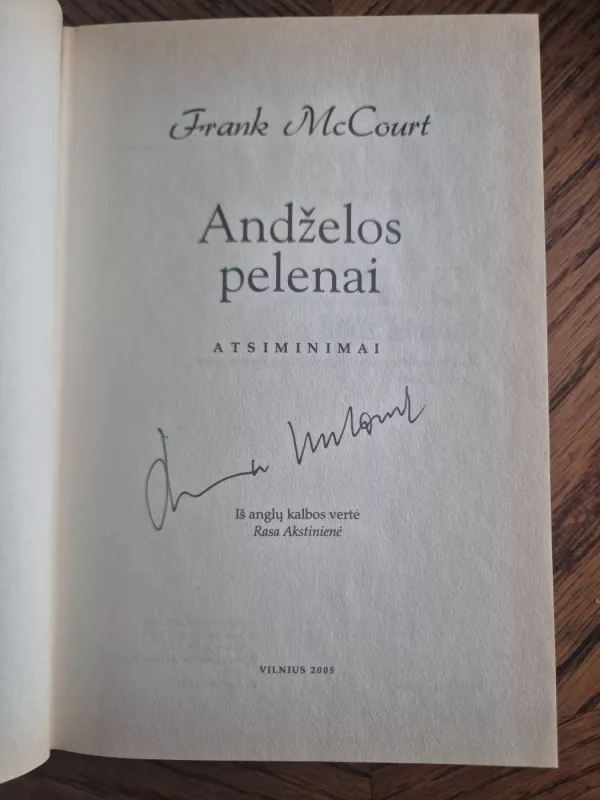 Frank McCourt
Andželos
pelenai
ATSIMINIMAI
Iš anglų kalbos vertė
Rasa Akstinienė
VILNIUS 2005